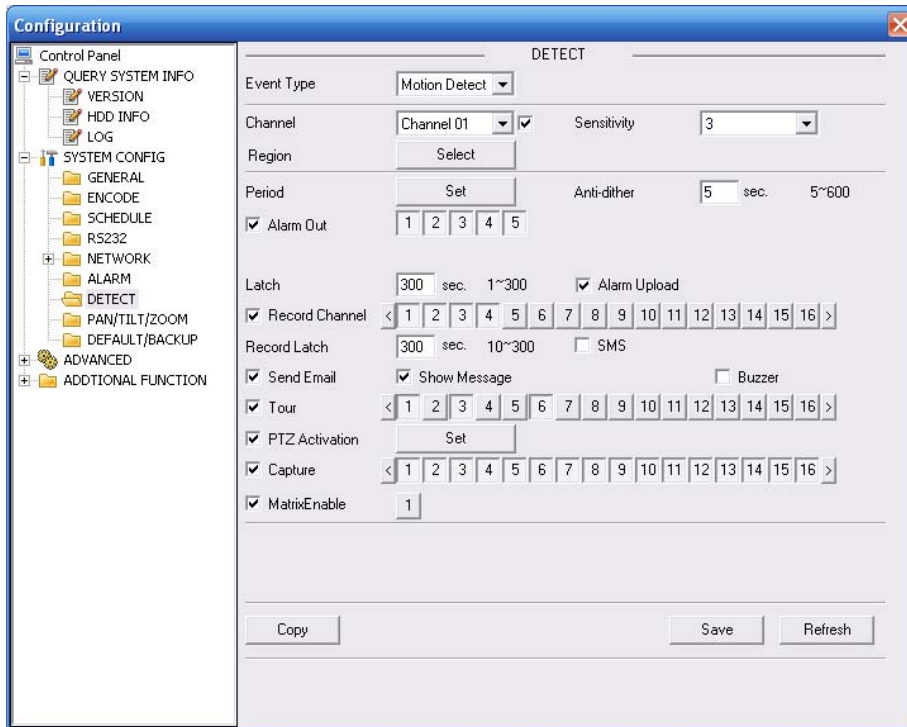 Configuration
Control Panel
QUERY SYSTEM INFO
VERSION
HDD INFO
LOG
SYSTEM CONFIG
GENERAL
ENCODE
SCHEDULE
RS232
NETWORK
ALARM
DETECT
PAN/TILT/ZOOM
DEFAULT/BACKUP
ADVANCED
ADDTIONAL FUNCTION
DETECT
Event Type Motion Detect
Channel Channel 01 Sensitivity 3
Region Select
Period Set Anti-dither 5 sec. 5~600
Alarm Out 1 2 3 4 5
Latch 300 sec. 1~300 Alarm Upload
Record Channel < 1 2 3 4 5 6 7 8 9 10 11 12 13 14 15 16 >
Record Latch 300 sec. 10~300 SMS
Send Email Show Message Buzzer
Tour < 1 2 3 4 5 6 7 8 9 10 11 12 13 14 15 16 >
PTZ Activation Set
Capture < 1 2 3 4 5 6 7 8 9 10 11 12 13 14 15 16 >
MatrixEnable 1
Copy Save Refresh